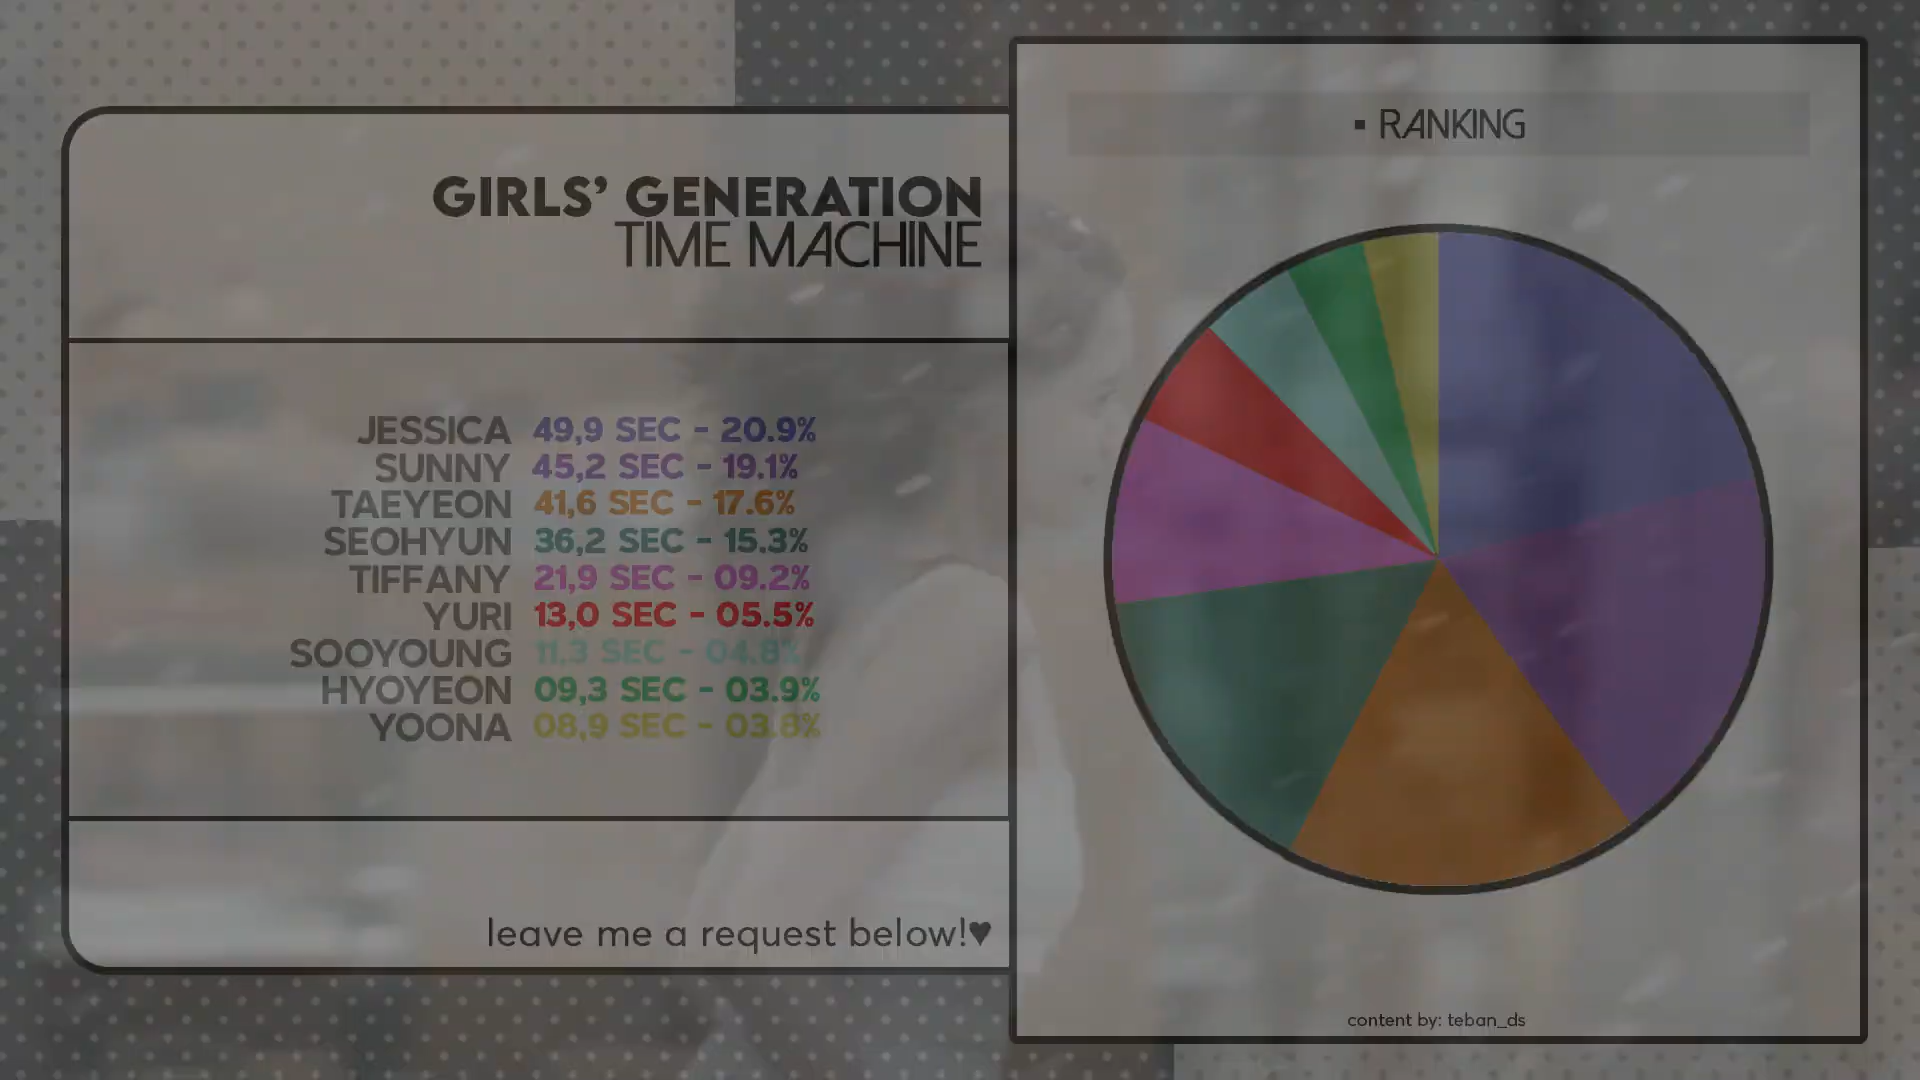 GIRLS’ GENERATION
TIME MACHINE
JESSICA 49,9 SEC - 20.9%
SUNNY 45,2 SEC - 19.1%
TAEYEON 41,6 SEC - 17.6%
SEOHYUN 36,2 SEC - 15.3%
TIFFANY 21,9 SEC - 09.2%
YURI 13,0 SEC - 05.5%
SOOYOUNG 11,3 SEC - 04.8%
HYOYEON 09,3 SEC - 03.9%
YOONA 08,9 SEC - 03.8%
leave me a request below!♥
▪ RANKING
content by: teban_ds